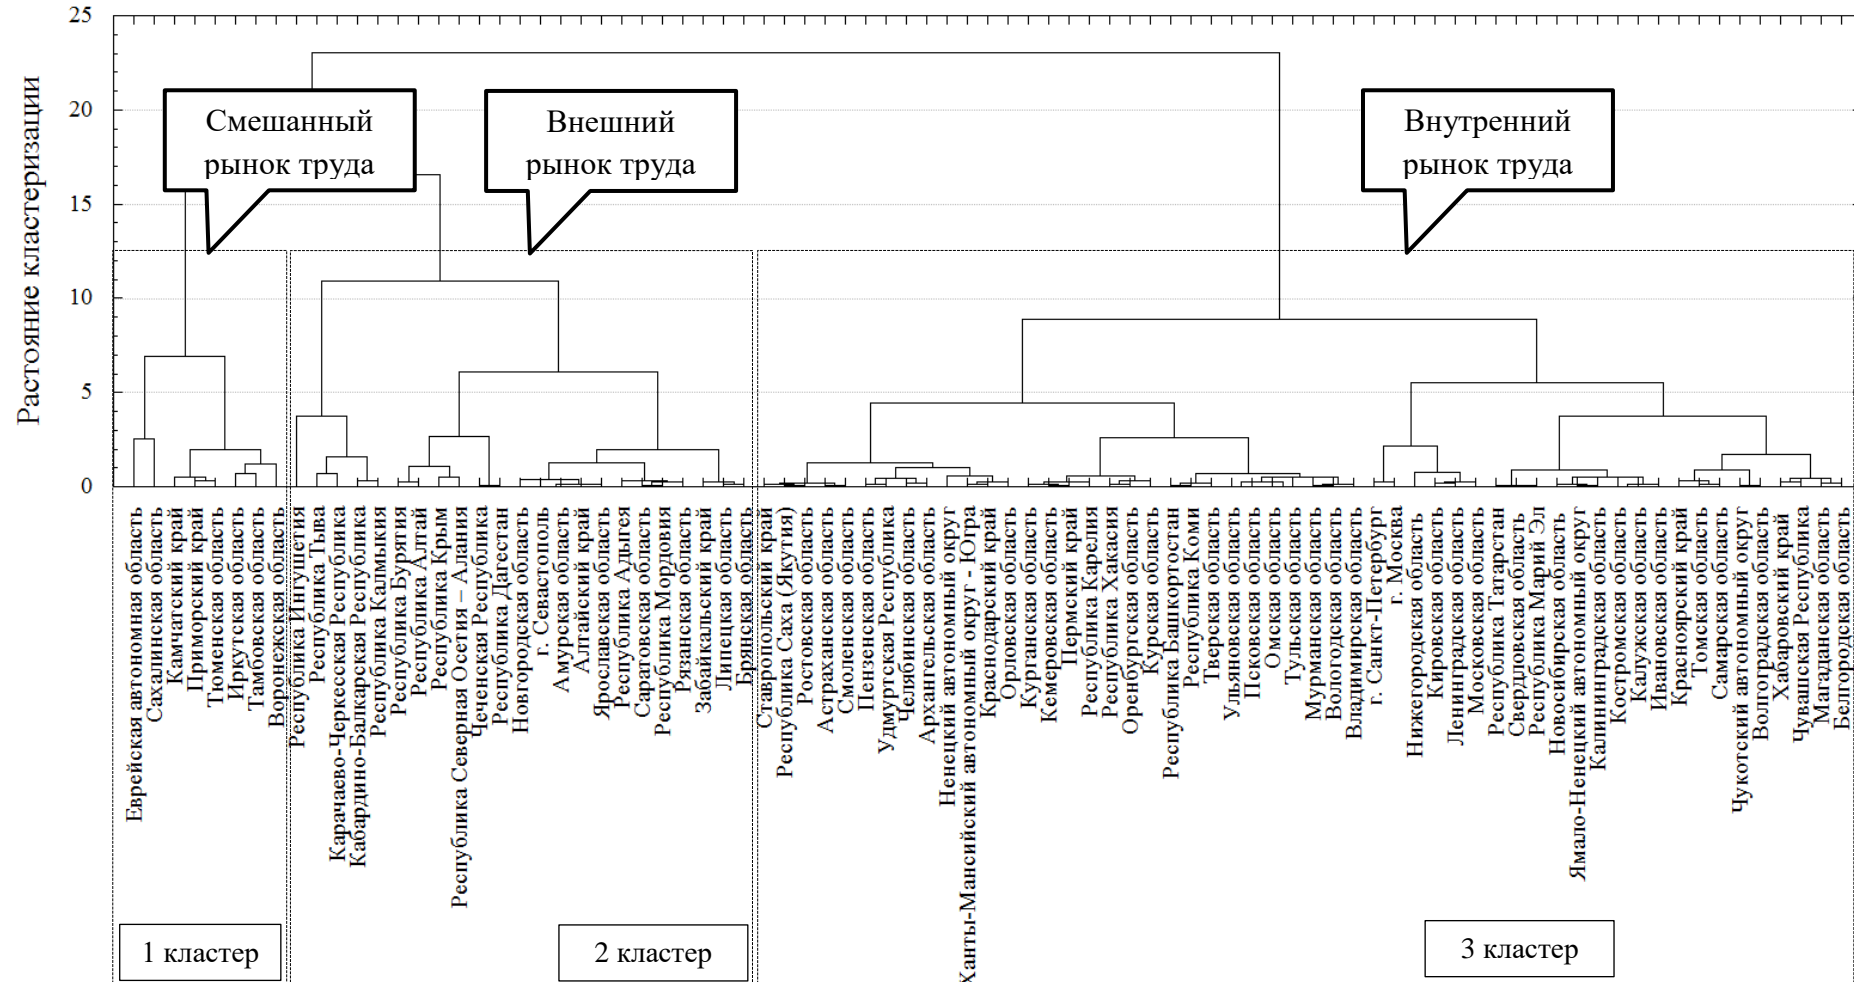 Растояние кластеризации
25
20
15
10
5
0
Смешанный
рынок труда
Внешний
рынок труда
Внутренний
рынок труда
Еврейская автономная область
Сахалинская область
Камчатский край
Приморский край
Тюменская область
Иркутская область
Тамбовская область
Воронежская область
Республика Ингушетия
Республика Тыва
Карачаево-Черкесская Республика
Кабардино-Балкарская Республика
Республика Калмыкия
Республика Бурятия
Республика Алтай
Республика Крым
Республика Северная Осетия – Алания
Чеченская Республика
Республика Дагестан
Новгородская область
г. Севастополь
Амурская область
Алтайский край
Ярославская область
Республика Адыгея
Саратовская область
Республика Мордовия
Рязанская область
Забайкальский край
Липецкая область
Брянская область
Ставропольский край
Республика Саха (Якутия)
Ростовская область
Астраханская область
Смоленская область
Пензенская область
Удмуртская Республика
Челябинская область
Архангельская область
Ненецкий автономный округ
Ханты-Мансийский автономный округ - Югра
Краснодарский край
Орловская область
Курганская область
Кемеровская область
Пермский край
Республика Карелия
Республика Хакасия
Оренбургская область
Курская область
Республика Башкортостан
Республика Коми
Тверская область
Ульяновская область
Псковская область
Омская область
Тульская область
Мурманская область
Вологодская область
Владимирская область
г. Санкт-Петербург
г. Москва
Нижегородская область
Кировская область
Ленинградская область
Московская область
Республика Татарстан
Свердловская область
Республика Марий Эл
Новосибирская область
Ямало-Ненецкий автономный округ
Калининградская область
Костромская область
Калужская область
Ивановская область
Красноярский край
Томская область
Самарская область
Чукотский автономный округ
Волгоградская область
Хабаровский край
Чувашская Республика
Магаданская область
Белгородская область
1 кластер
2 кластер
3 кластер